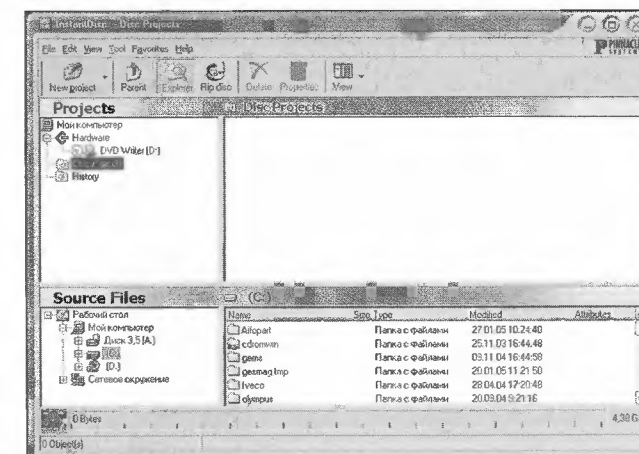 InstantDisc - Disc Projects
File Edit View Tool Favorites Help
PINNACLE SYSTEMS
New project Parent Explorer Rip disc Delete Properties View
Projects
Disc Projects
Мой компьютер
Hardware
DVD Writer (D:)
History
Source Files
(C:)
Рабочий стол
Мой компьютер
Диск 3,5 (A:)
(C:)
(D:)
Сетевое окружение
Name Size Type Modified Attributes
Папка с файлами 27.01.05 10:24:40
cdromwin Папка с файлами 25.11.03 16:44:48
gems Папка с файлами 09.11.04 16:44:58
gesmag.tmp Папка с файлами 20.01.05 11:21:50
Iveco Папка с файлами 28.04.04 17:20:48
olympus Папка с файлами 20.09.04 9:21:16
0 Bytes
4,38 G
0 Object(s)